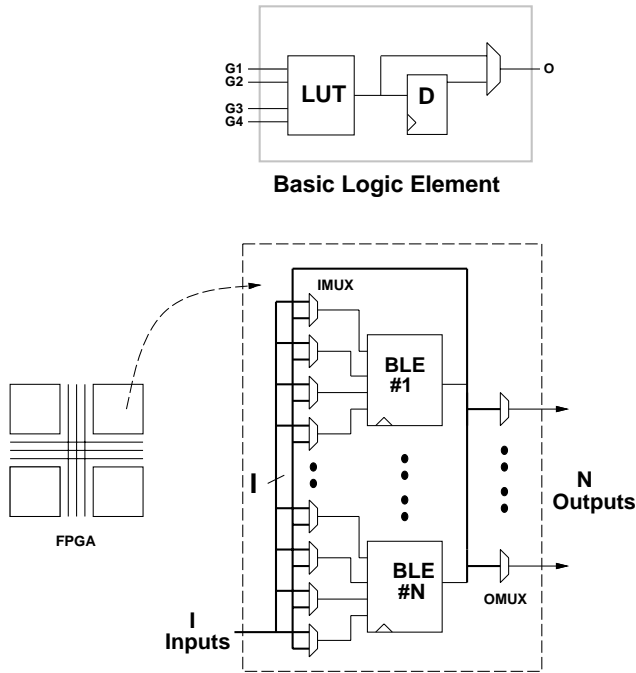 G1
G2
G3
G4
LUT
D
O
Basic Logic Element
IMUX
BLE
#1
I
N
Outputs
FPGA
BLE
#N
OMUX
I
Inputs